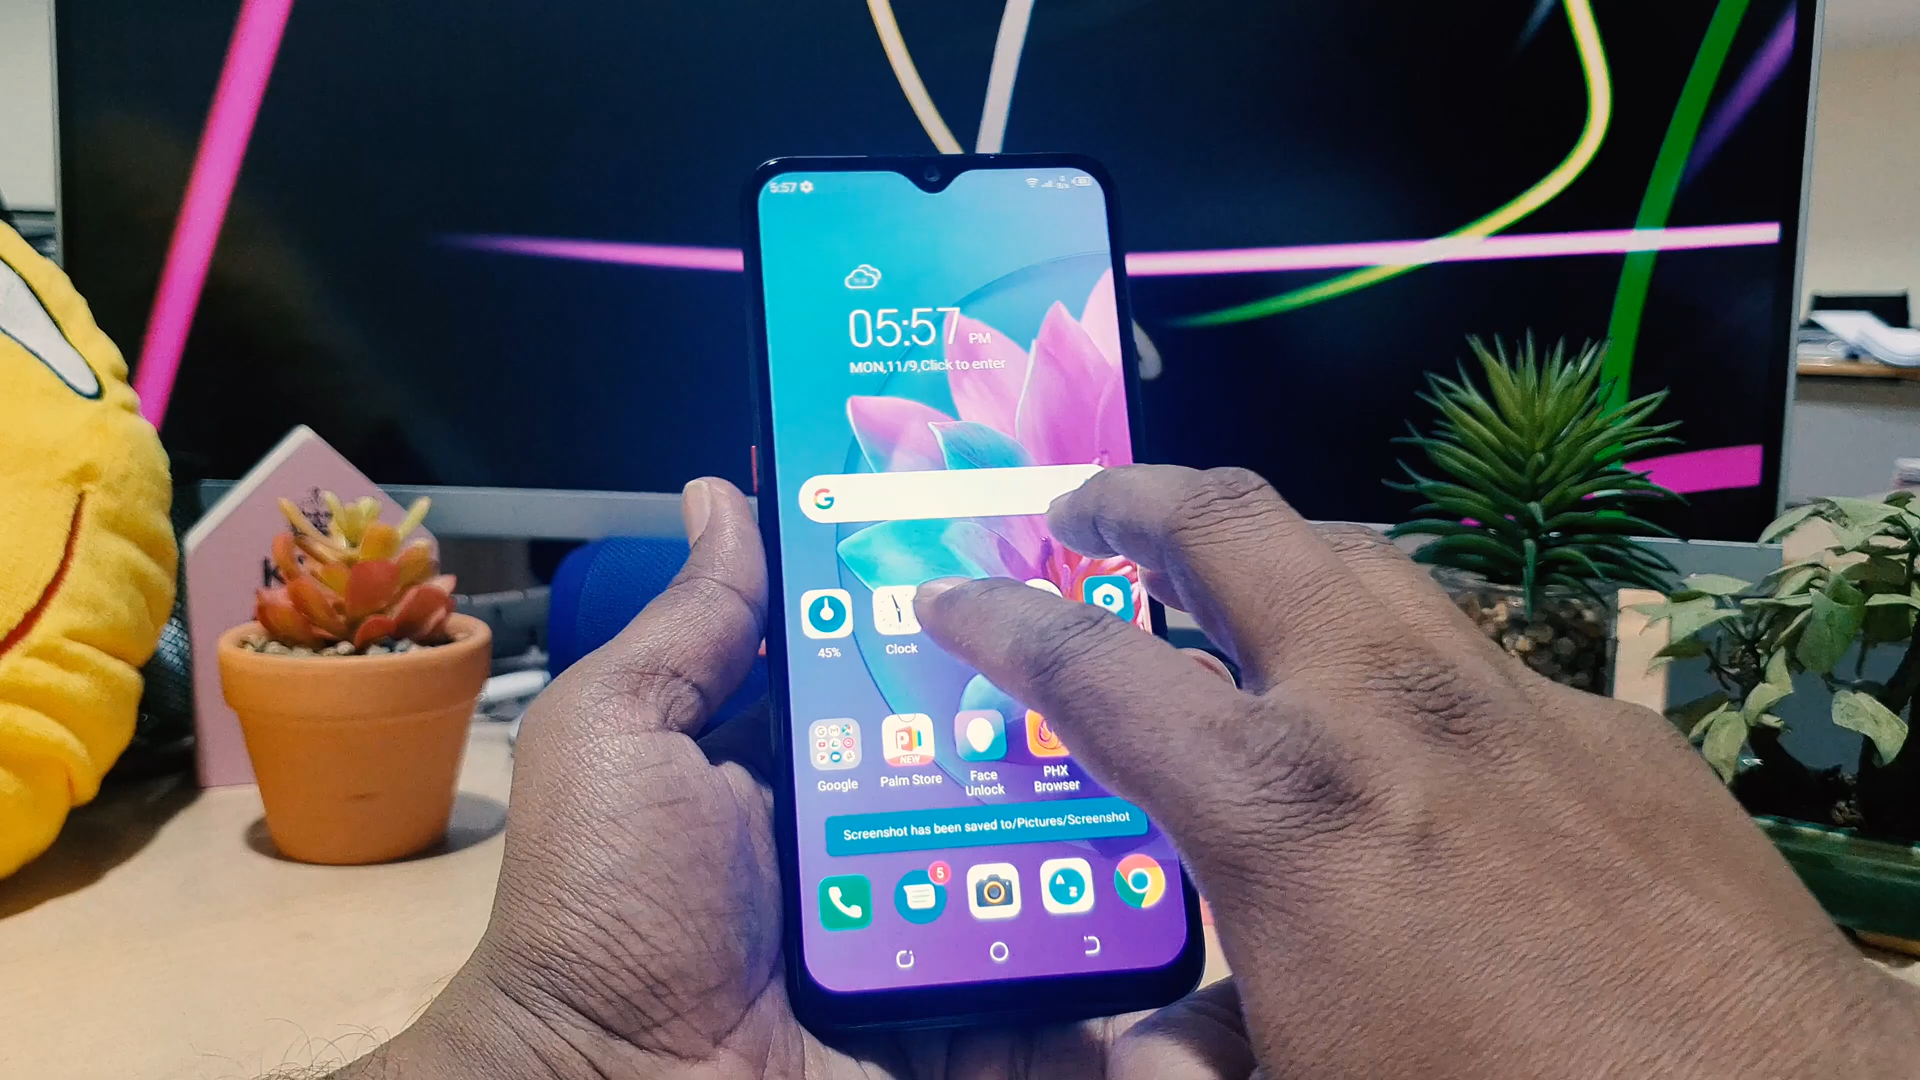 5:57
05:57 PM
MON,11/9,Click to enter
G
45%
Clock
Google
Palm Store
NEW
Face
Unlock
PHX
Browser
Screenshot has been saved to/Pictures/Screenshot
5
A
Z
K